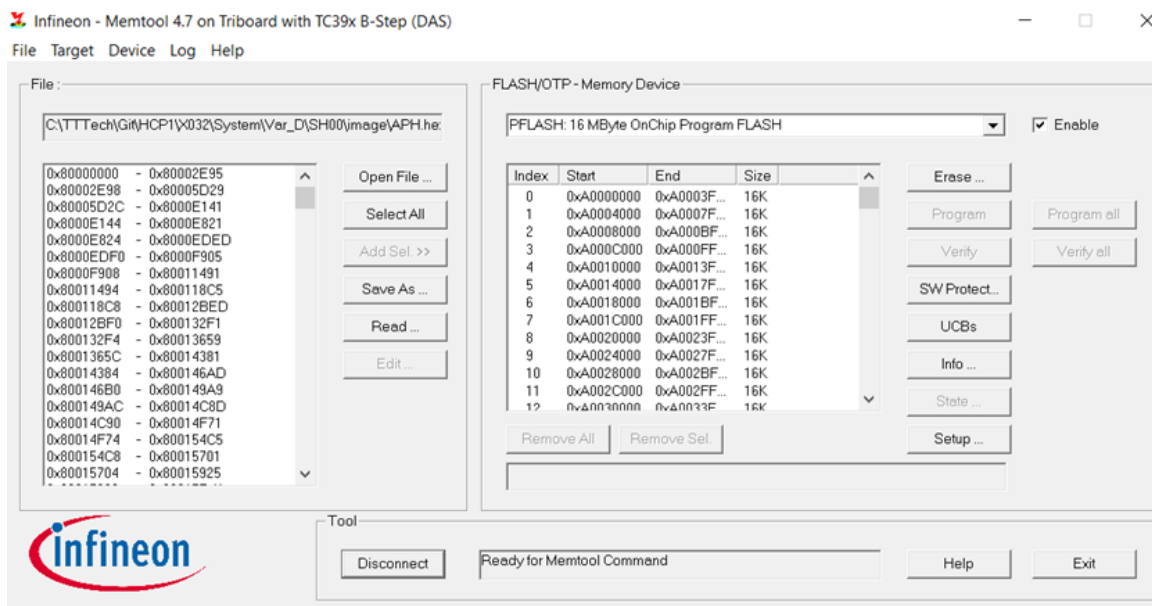 Infineon - Memtool 4.7 on Triboard with TC39x B-Step (DAS)
File Target Device Log Help
File :
C:\TTTech\Git\HCP1\X032\System\Var_D\SH00\image\APH.he
0x80000000 - 0x80002E95
0x80002E98 - 0x80005D29
0x80005D2C - 0x8000E141
0x8000E144 - 0x8000E821
0x8000E824 - 0x8000EDED
0x8000EDF0 - 0x8000F905
0x8000F908 - 0x80011491
0x80011494 - 0x800118C5
0x800118C8 - 0x80012BED
0x80012BF0 - 0x800132F1
0x800132F4 - 0x80013659
0x8001365C - 0x80014381
0x80014384 - 0x800146AD
0x800146B0 - 0x800149A9
0x800149AC - 0x80014C8D
0x80014C90 - 0x80014F71
0x80014F74 - 0x800154C5
0x800154C8 - 0x80015701
0x80015704 - 0x80015925
Open File ...
Select All
Add Sel. >>
Save As ...
Read ...
Edit ...
FLASH/OTP - Memory Device
PFLASH: 16 MByte OnChip Program FLASH
Enable
Index Start End Size
0 0xA0000000 0xA0003F... 16K
1 0xA0004000 0xA0007F... 16K
2 0xA0008000 0xA000BF... 16K
3 0xA000C000 0xA000FF... 16K
4 0xA0010000 0xA0013F... 16K
5 0xA0014000 0xA0017F... 16K
6 0xA0018000 0xA001BF... 16K
7 0xA001C000 0xA001FF... 16K
8 0xA0020000 0xA0023F... 16K
9 0xA0024000 0xA0027F... 16K
10 0xA0028000 0xA002BF... 16K
11 0xA002C000 0xA002FF... 16K
12 0xA0030000 0xA0033F... 16K
Erase ...
Program
Program all
Verify
Verify all
SW Protect...
UCBs
Info ...
State ...
Setup ...
Remove All
Remove Sel.
infineon
Tool
Disconnect
Ready for Memtool Command
Help
Exit